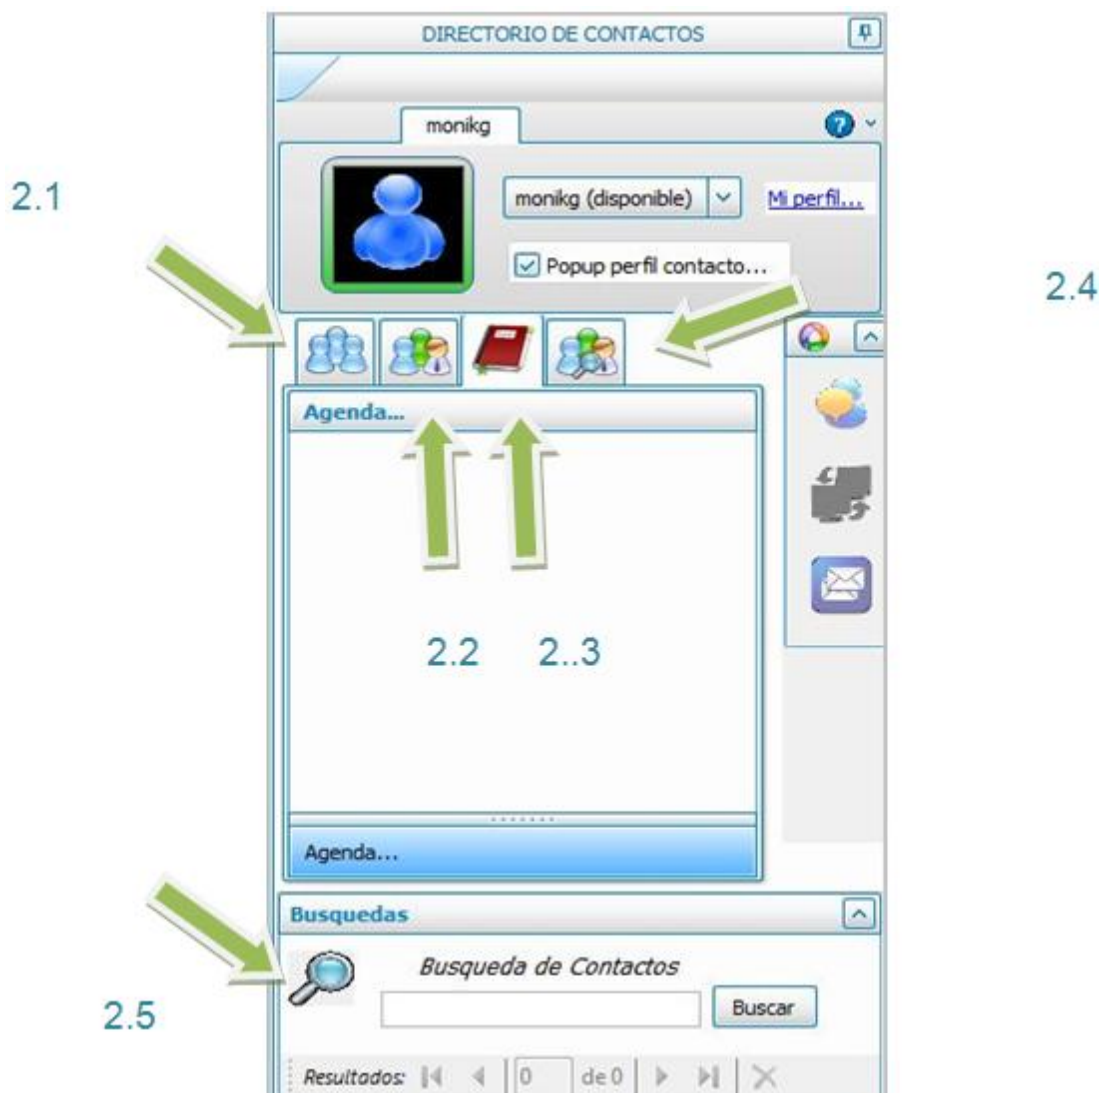 DIRECTORIO DE CONTACTOS
monikg
2.1
monikg (disponible)
Mi perfil...
Popup perfil contacto...
2.4
Agenda...
2.2
2..3
Agenda...
Busquedas
Busqueda de Contactos
Buscar
2.5
Resultados:
0
de 0